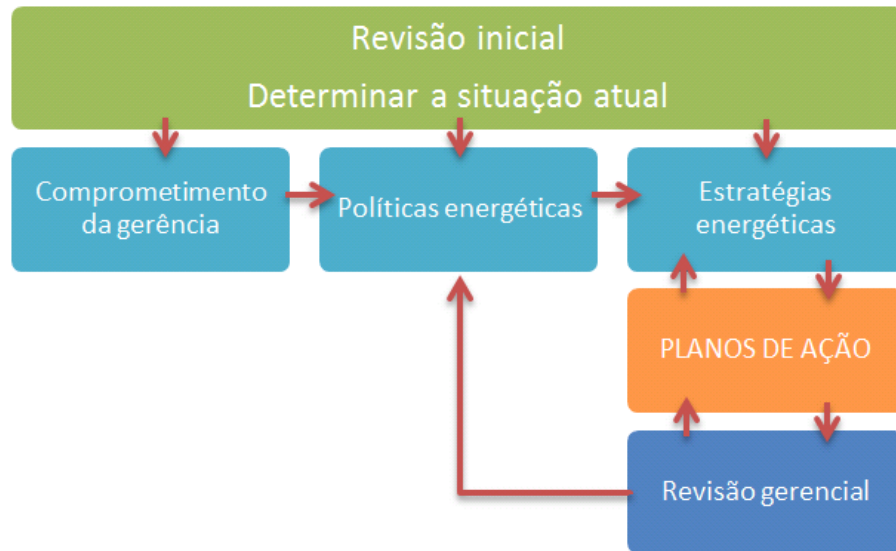 Revisão inicial
Determinar a situação atual
Comprometimento
da gerência
Políticas energéticas
Estratégias
energéticas
PLANOS DE AÇÃO
Revisão gerencial